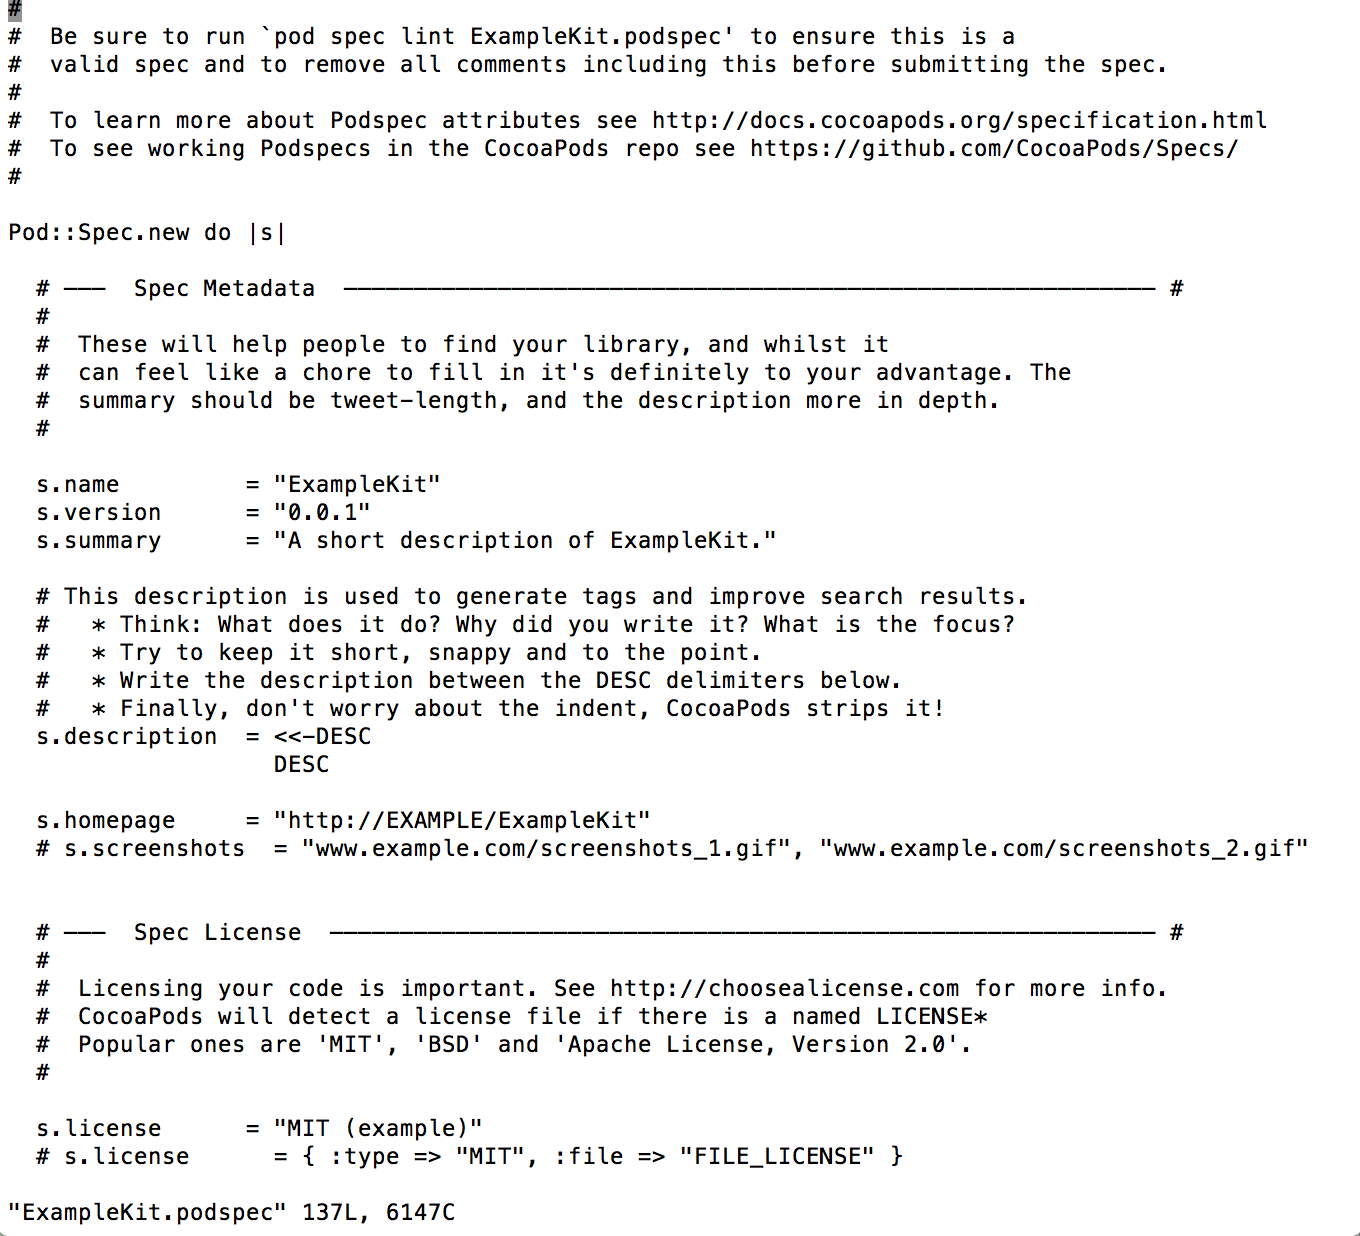 #
#  Be sure to run `pod spec lint ExampleKit.podspec' to ensure this is a
#  valid spec and to remove all comments including this before submitting the spec.
#
#  To learn more about Podspec attributes see http://docs.cocoapods.org/specification.html
#  To see working Podspecs in the CocoaPods repo see https://github.com/CocoaPods/Specs/
#

Pod::Spec.new do |s|

  # ―――  Spec Metadata  ―――――――――――――――――――――――――――――――――――――――――――――――――――――――――― #
  #
  #  These will help people to find your library, and whilst it
  #  can feel like a chore to fill in it's definitely to your advantage. The
  #  summary should be tweet-length, and the description more in depth.
  #

  s.name         = "ExampleKit"
  s.version      = "0.0.1"
  s.summary      = "A short description of ExampleKit."

  # This description is used to generate tags and improve search results.
  #   * Think: What does it do? Why did you write it? What is the focus?
  #   * Try to keep it short, snappy and to the point.
  #   * Write the description between the DESC delimiters below.
  #   * Finally, don't worry about the indent, CocoaPods strips it!
  s.description  = <<-DESC
                   DESC

  s.homepage     = "http://EXAMPLE/ExampleKit"
  # s.screenshots  = "www.example.com/screenshots_1.gif", "www.example.com/screenshots_2.gif"


  # ―――  Spec License  ――――――――――――――――――――――――――――――――――――――――――――――――――――――――――― #
  #
  #  Licensing your code is important. See http://choosealicense.com for more info.
  #  CocoaPods will detect a license file if there is a named LICENSE*
  #  Popular ones are 'MIT', 'BSD' and 'Apache License, Version 2.0'.
  #

  s.license      = "MIT (example)"
  # s.license      = { :type => "MIT", :file => "FILE_LICENSE" }

"ExampleKit.podspec" 137L, 6147C